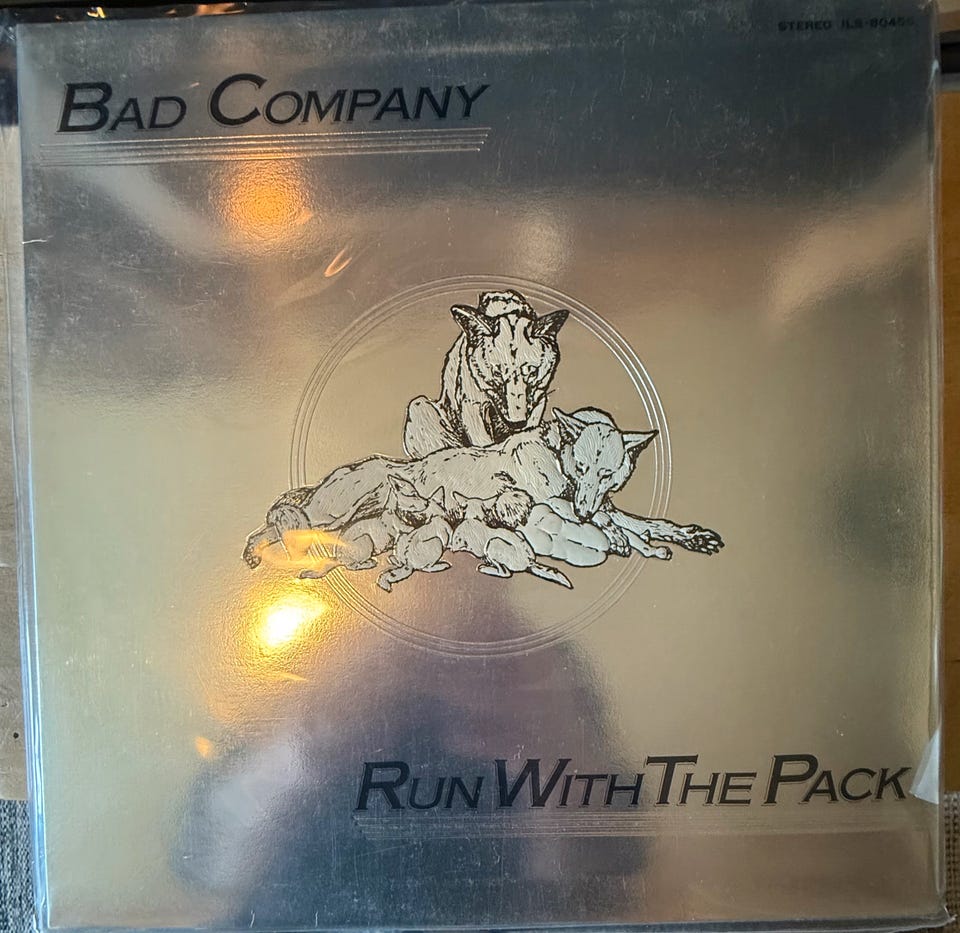 STEREO ILS-80455
BAD COMPANY
RUN WITH THE PACK